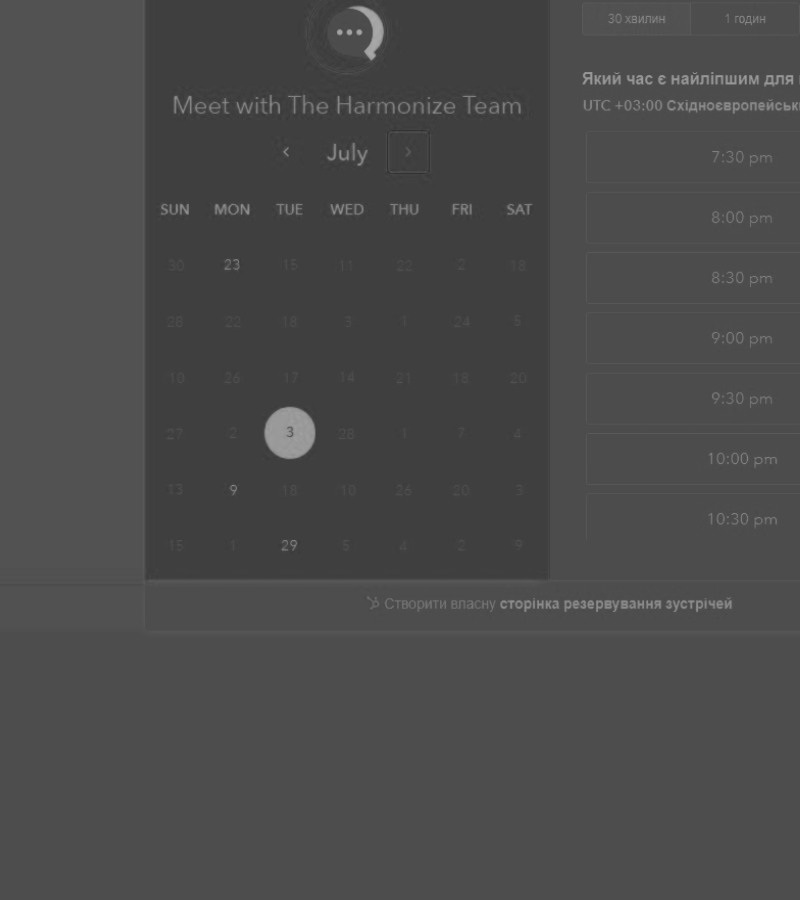 Meet with The Harmonize Team
July
SUN MON TUE WED THU FRI SAT
30 23 15 11 22 2 18
28 22 18 3 1 24 5
10 26 17 14 21 18 20
27 2 3 28 1 7 4
13 9 18 10 26 20 3
15 1 29 5 4 2 9
30 хвилин 1 годин
Який час є найліпшим для
UTC +03:00
7:30 pm
8:00 pm
8:30 pm
9:00 pm
9:30 pm
10:00 pm
10:30 pm
Створити власну сторінка резервування зустрічей